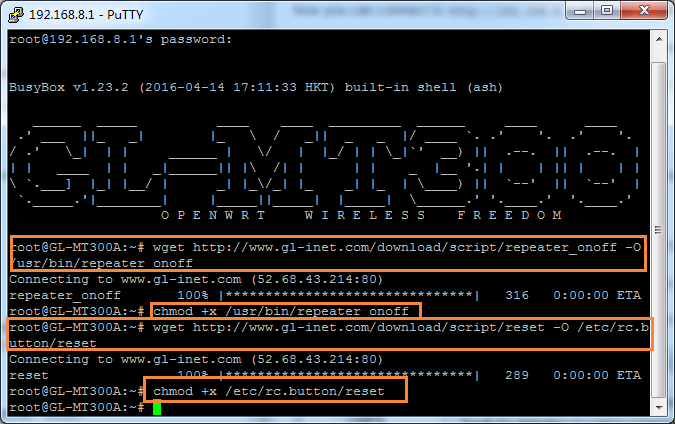 192.168.8.1 - PuTTY
root@192.168.8.1's password:
BusyBox v1.23.2 (2016-04-14 17:11:33 HKT) built-in shell (ash)
GL-MT300
O P E N W R T   W I R E L E S S   F R E E D O M
root@GL-MT300A:~# wget http://www.gl-inet.com/download/script/repeater_onoff -O
/usr/bin/repeater_onoff
Connecting to www.gl-inet.com (52.68.43.214:80)
repeater_onoff       100% |*******************************|   316   0:00:00 ETA
root@GL-MT300A:~# chmod +x /usr/bin/repeater_onoff
root@GL-MT300A:~# wget http://www.gl-inet.com/download/script/reset -O /etc/rc.b
utton/reset
Connecting to www.gl-inet.com (52.68.43.214:80)
reset                100% |*******************************|   289   0:00:00 ETA
root@GL-MT300A:~# chmod +x /etc/rc.button/reset
root@GL-MT300A:~#